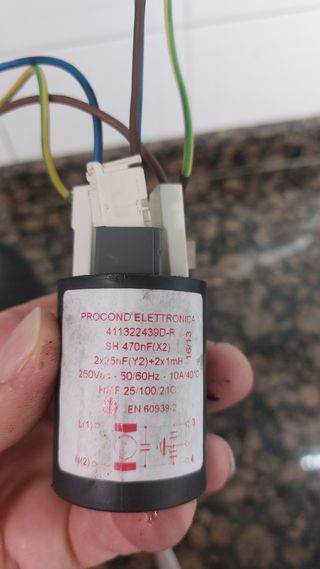 PROCOND ELETTRONICA
411322439D-R
SH 470nF(X2)
2x25nF(Y2)+2x1mH
250Vac - 50/60Hz - 10A/40°C
HMF 25/100/21C
EN 60939-2
16/13
L(1)
3
N(2)
4